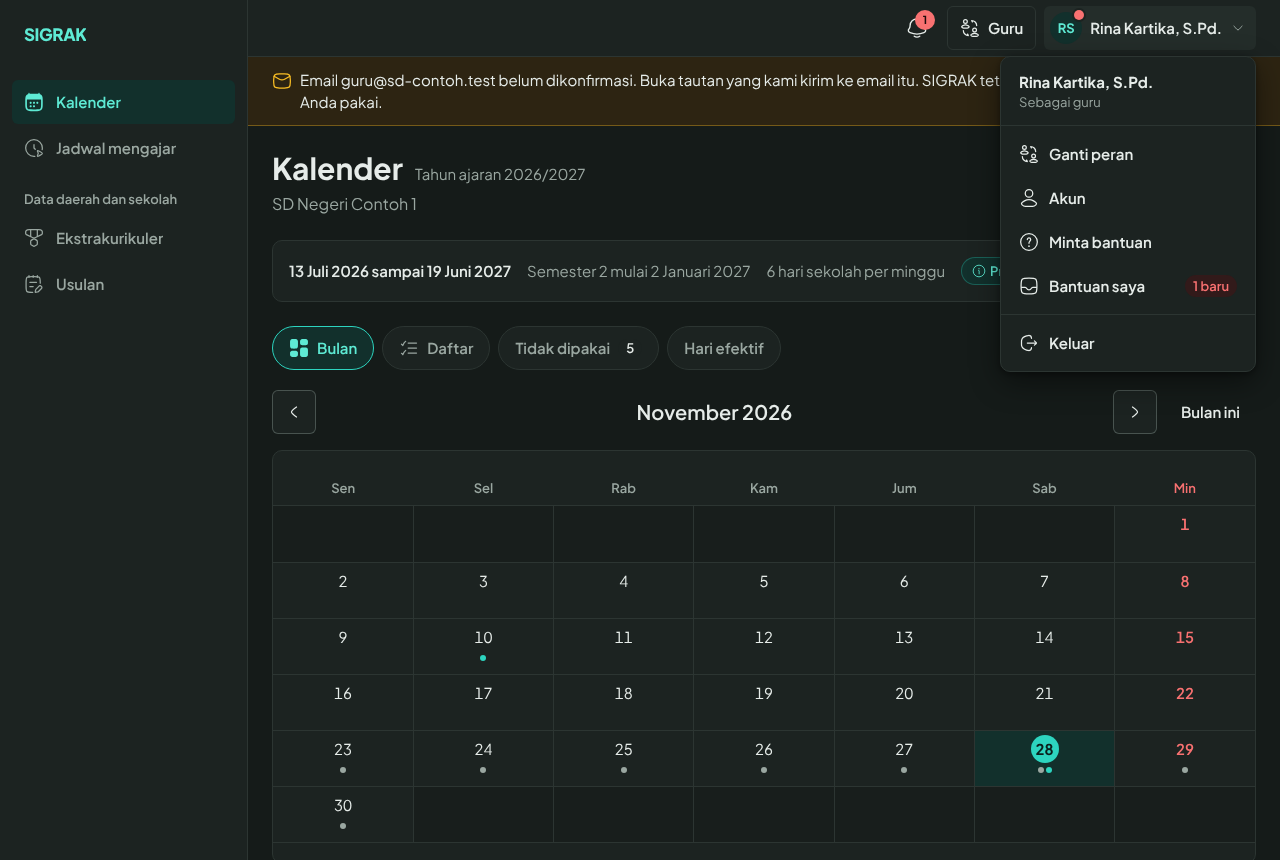 SIGRAK
1
Guru
RS
Rina Kartika, S.Pd.
Kalender
Jadwal mengajar
Data daerah dan sekolah
Ekstrakurikuler
Usulan
Email guru@sd-contoh.test belum dikonfirmasi. Buka tautan yang kami kirim ke email itu. SIGRAK
Anda pakai.
Rina Kartika, S.Pd.
Sebagai guru
Ganti peran
Akun
Minta bantuan
Bantuan saya 1 baru
Keluar
Kalender Tahun ajaran 2026/2027
SD Negeri Contoh 1
13 Juli 2026 sampai 19 Juni 2027 Semester 2 mulai 2 Januari 2027 6 hari sekolah per minggu
Bulan Daftar Tidak dipakai 5 Hari efektif
November 2026 Bulan ini
Sen Sel Rab Kam Jum Sab Min
1
2 3 4 5 6 7 8
9 10 11 12 13 14 15
16 17 18 19 20 21 22
23 24 25 26 27 28 29
30